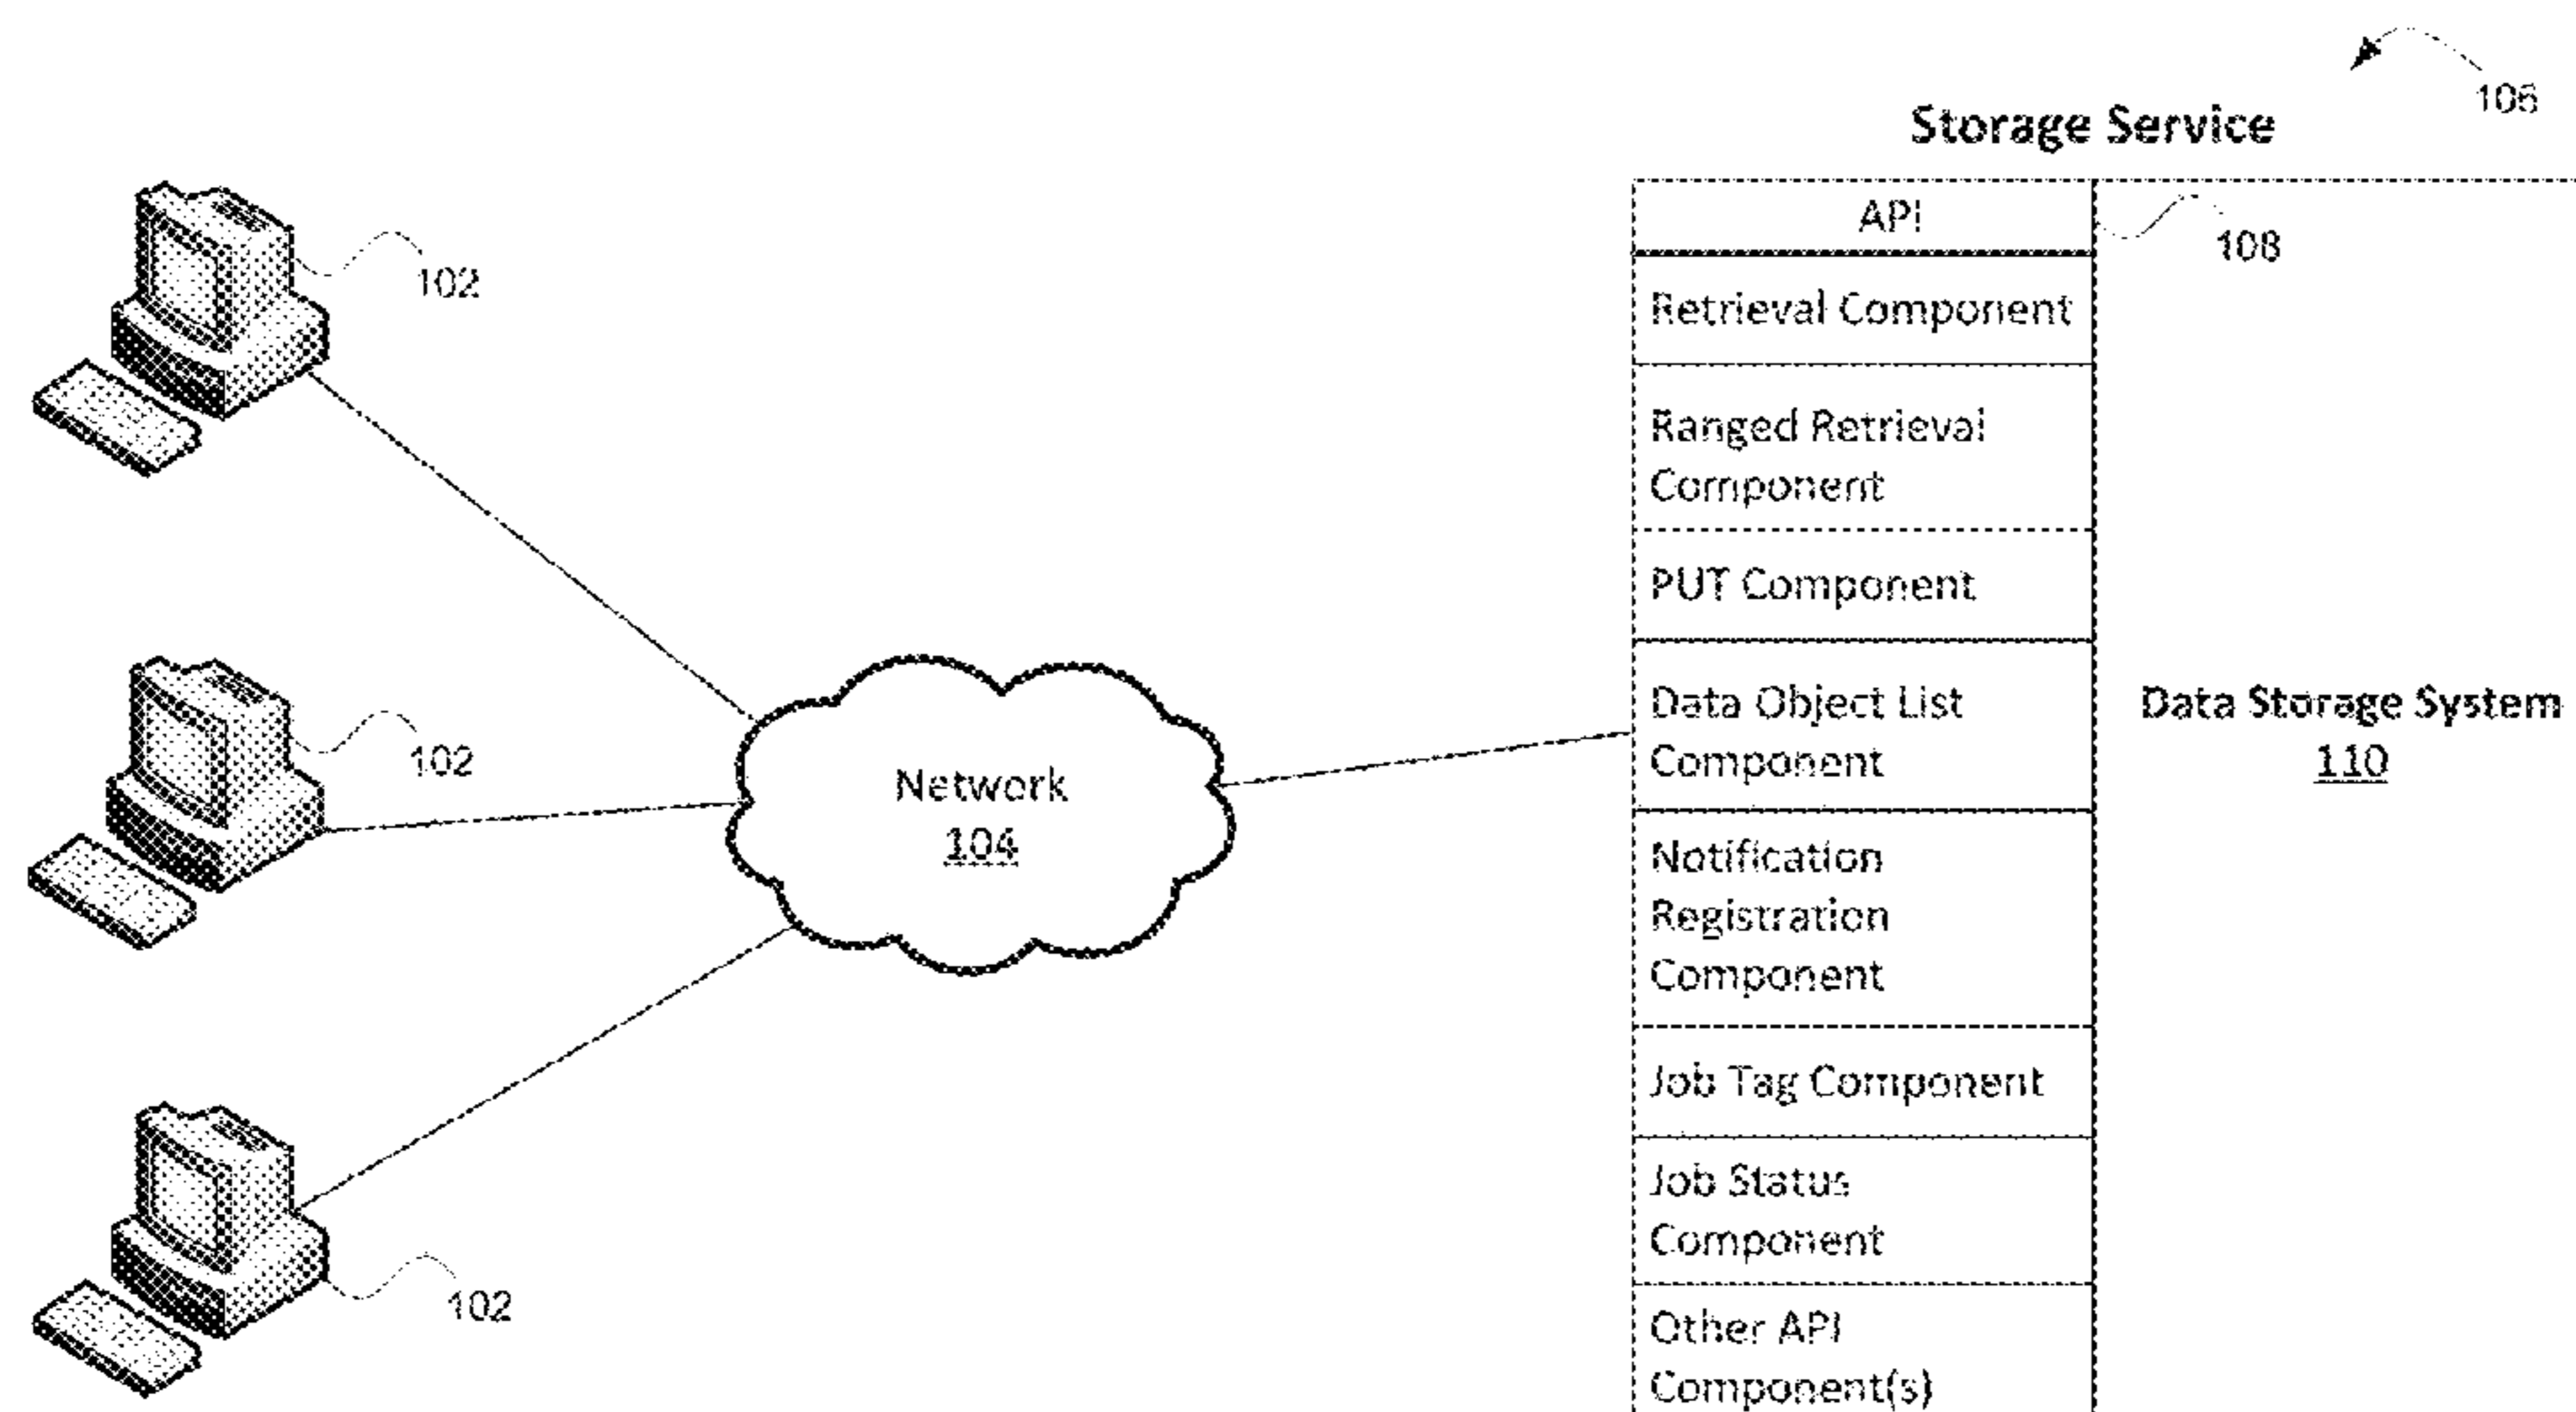 106
Storage Service
API
108
102
Retrieval Component
Ranged Retrieval
Component
PUT Component
Data Object List
Component
Data Storage System
110
102
Network
104
Notification
Registration
Component
Job Tag Component
Job Status
Component
102
Other API
Component(s)